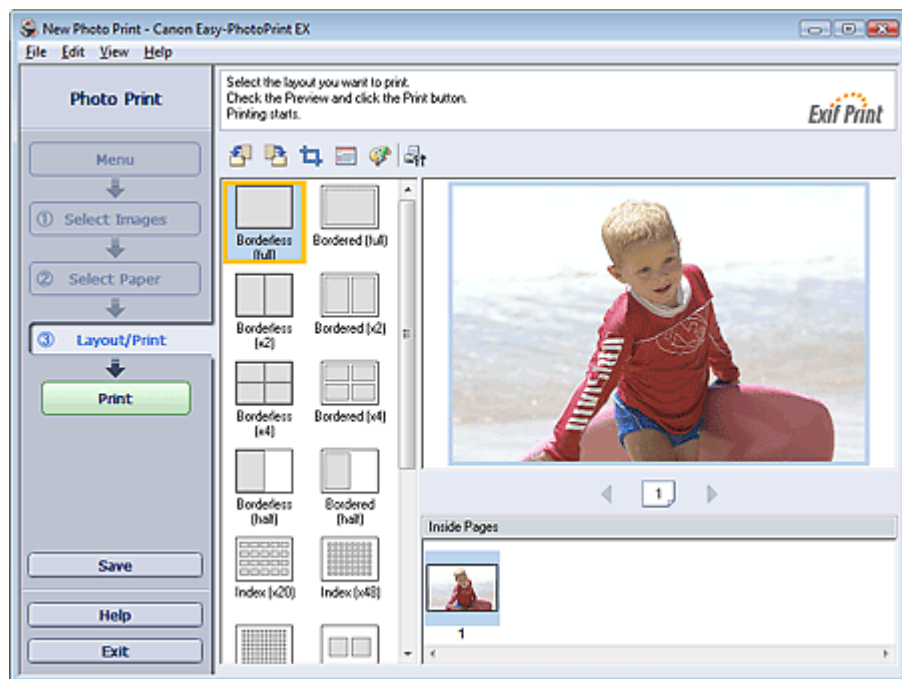 New Photo Print - Canon Easy-PhotoPrint EX
File Edit View Help
Photo Print
Select the layout you want to print.
Check the Preview and click the Print button.
Printing starts.
Exif Print
Menu
① Select Images
② Select Paper
③ Layout/Print
Print
Save
Help
Exit
Borderless
(full)
Bordered (full)
Borderless
(x2)
Bordered (x2)
Borderless
(x4)
Bordered (x4)
Borderless
(half)
Bordered
(half)
Index (x20)
Index (x48)
1
Inside Pages
1